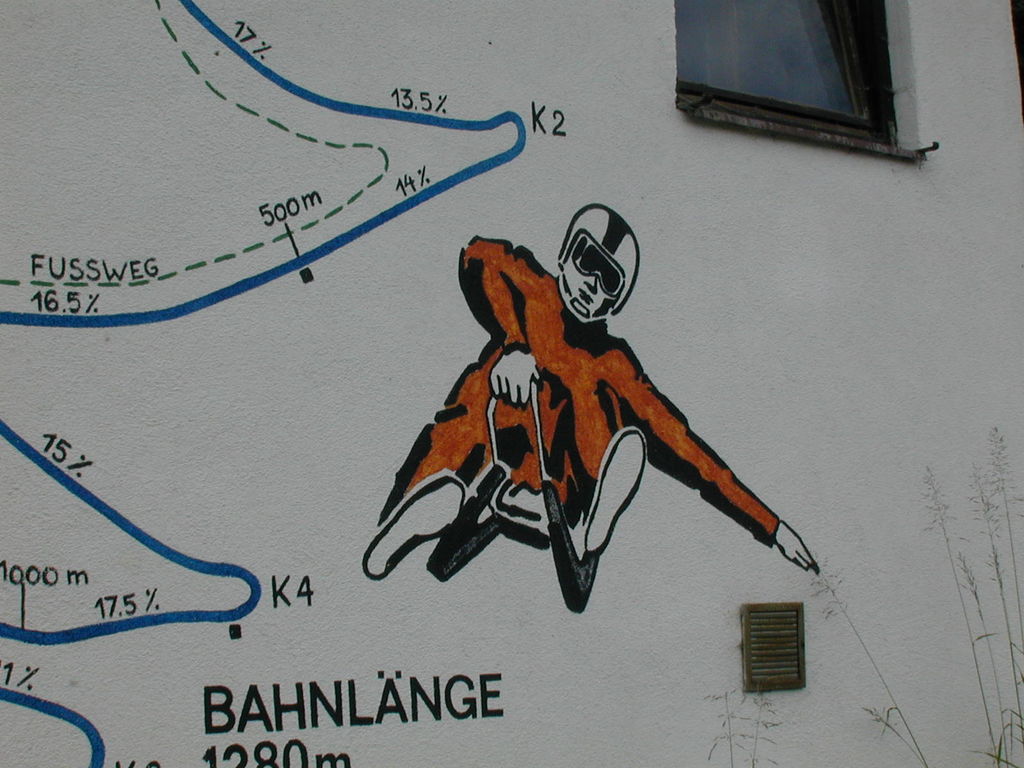 17%
13.5%
K2
14%
500m
FUSSWEG
16.5%
15%
1000 m
17.5%
K4
1%
BAHNLÄNGE
1280m